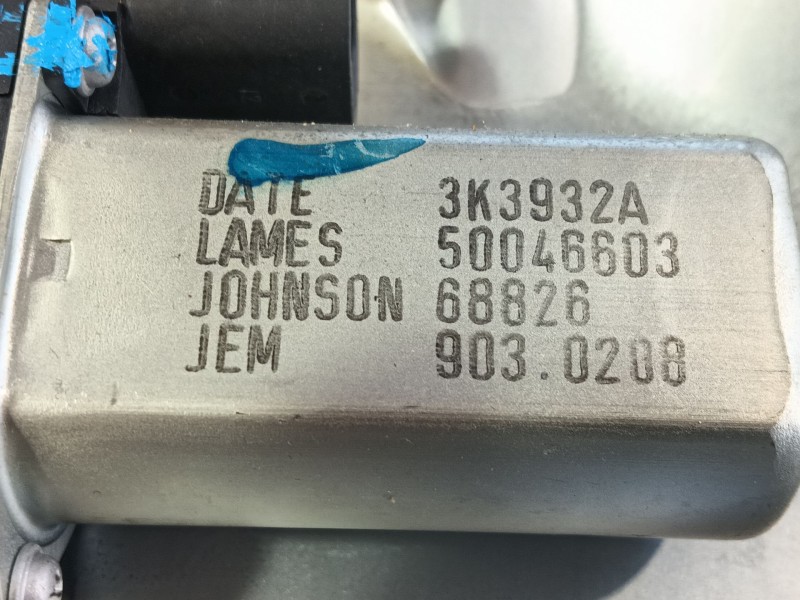 DATE 3K3932A
LAMES 50046603
JOHNSON 68826
JEM 903.0208